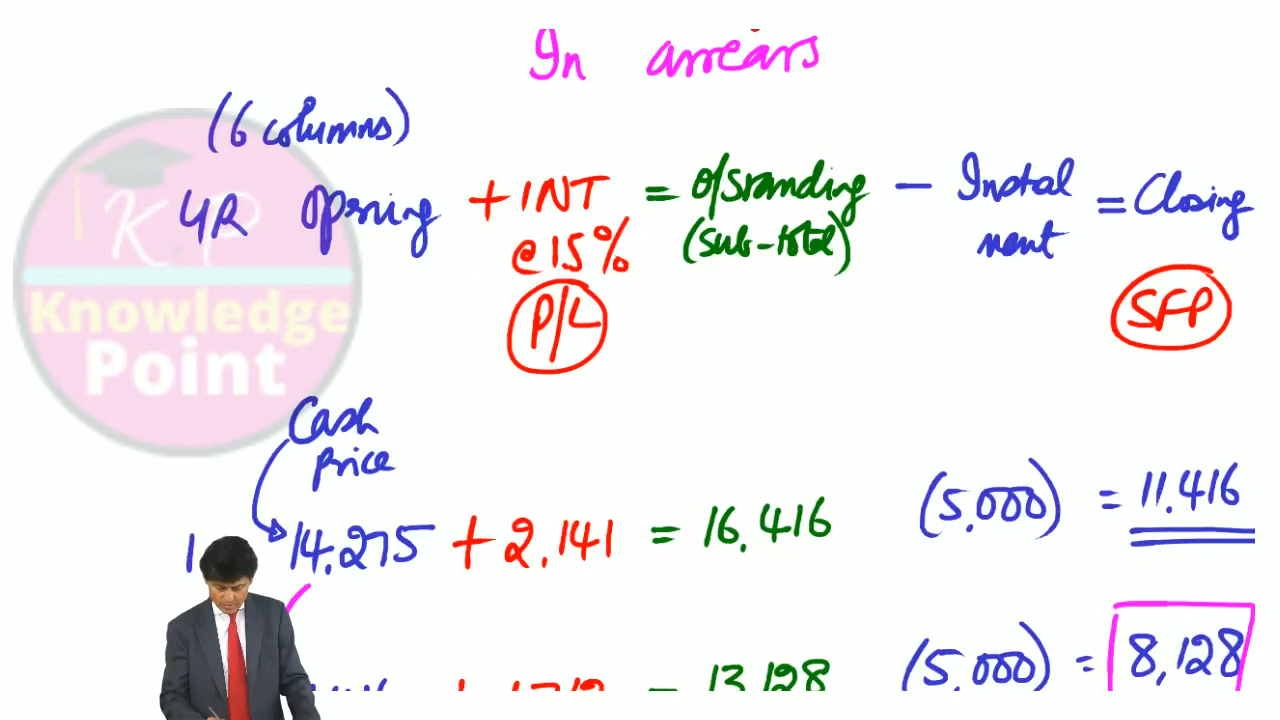 In arrears
(6 columns)
YR Opening + INT = O/Standing - Instal = Closing
@15% (Sub-total) ment
P/L SFP
K.P
Knowledge
Point
Cash
Price
1 14.275 + 2.141 = 16.416 (5.000) = 11.416
= 13,128 (5,000) = 8,128